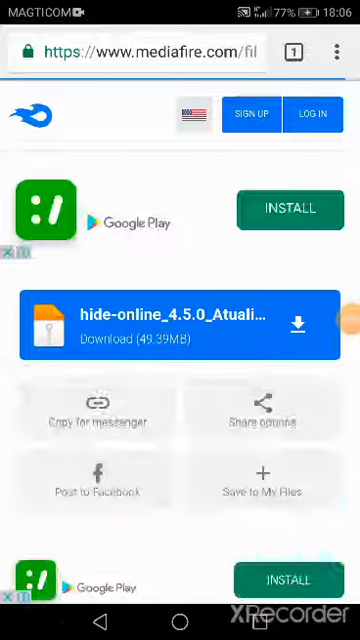 MAGTICOM 77% 18:06
https://www.mediafire.com/fil 1
SIGN UP LOG IN
Google Play INSTALL
hide-online_4.5.0_Atuali...
Download (49.39MB)
Copy for messenger Share options
Post to Facebook Save to My Files
Google Play INSTALL
XRecorder